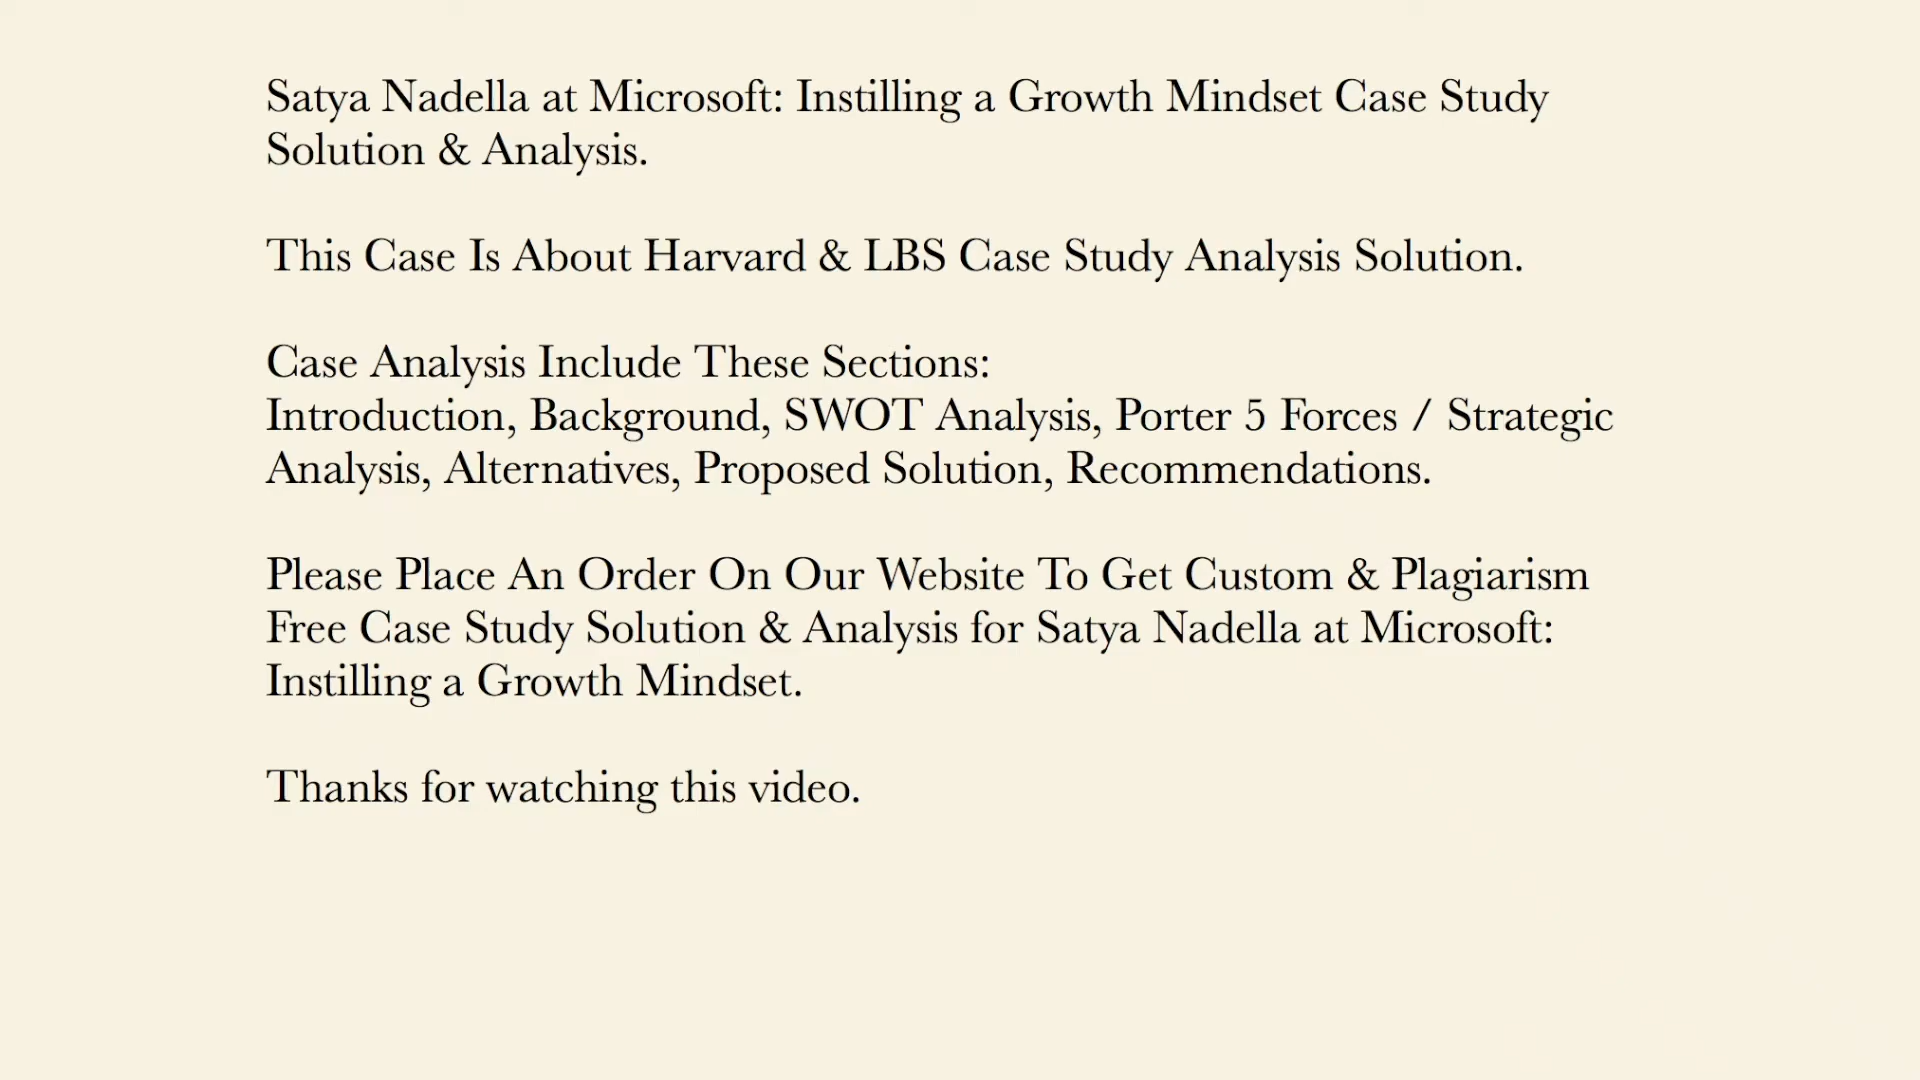 Satya Nadella at Microsoft: Instilling a Growth Mindset Case Study
Solution & Analysis.
This Case Is About Harvard & LBS Case Study Analysis Solution.
Case Analysis Include These Sections:
Introduction, Background, SWOT Analysis, Porter 5 Forces / Strategic
Analysis, Alternatives, Proposed Solution, Recommendations.
Please Place An Order On Our Website To Get Custom & Plagiarism
Free Case Study Solution & Analysis for Satya Nadella at Microsoft:
Instilling a Growth Mindset.
Thanks for watching this video.